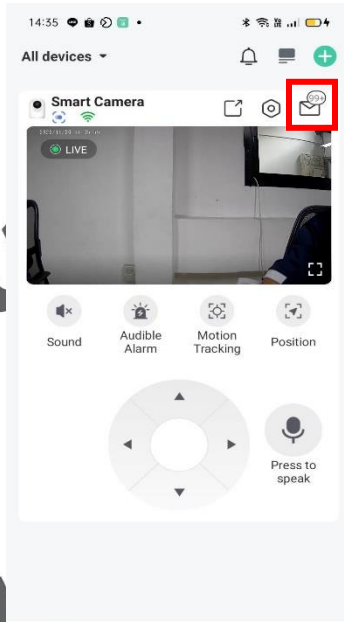 14:35
All devices
Smart Camera
99+
LIVE
Sound
Audible
Alarm
Motion
Tracking
Position
Press to
speak